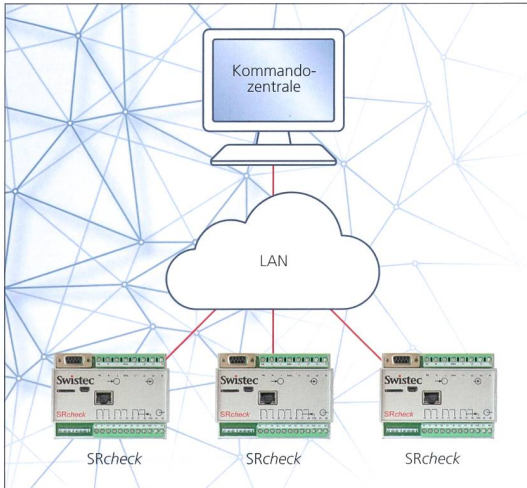 Kommando-
zentrale
LAN
Swistec
SRcheck
Swistec
SRcheck
Swistec
SRcheck
SRcheck
SRcheck
SRcheck